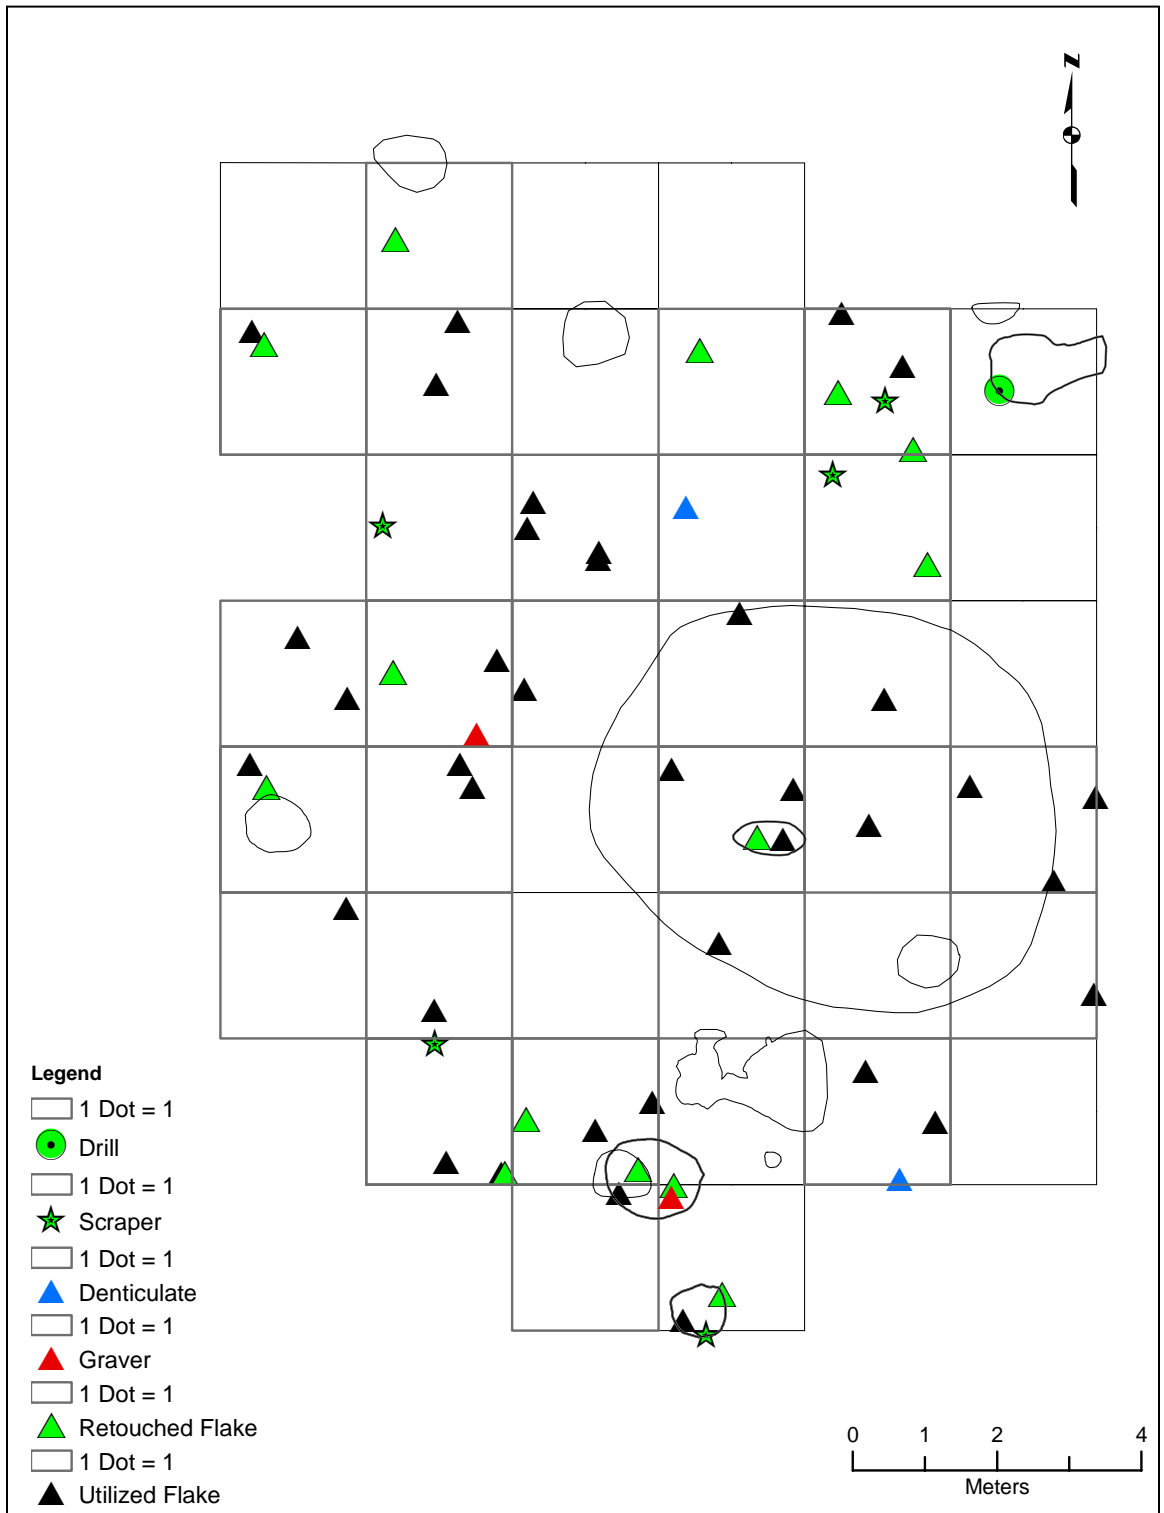 N
Legend
1 Dot = 1
Drill
1 Dot = 1
Scraper
1 Dot = 1
Denticulate
1 Dot = 1
Graver
1 Dot = 1
Retouched Flake
1 Dot = 1
Utilized Flake
0 1 2 4
Meters